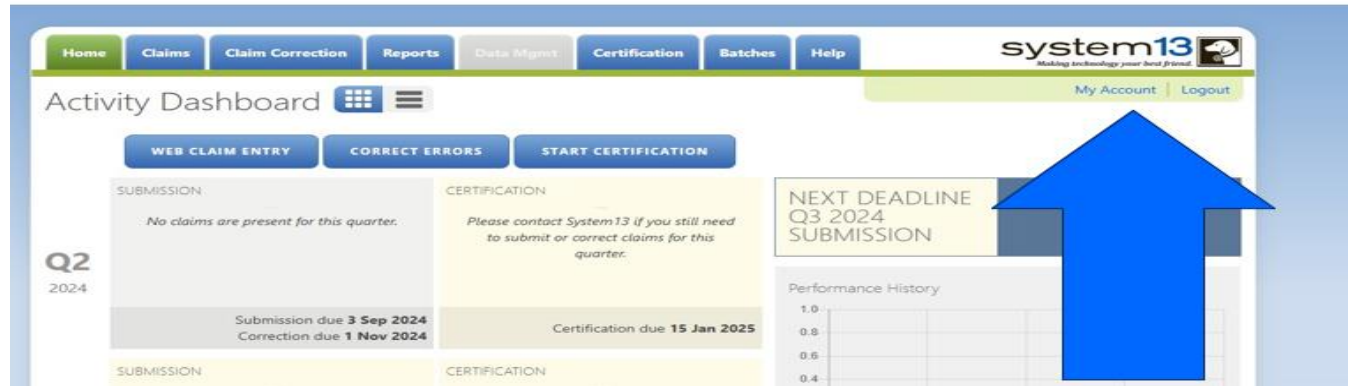 Home Claims Claim Correction Reports Data Mgmt Certification Batches Help
system13
Making technology your best friend.
My Account | Logout
Activity Dashboard
WEB CLAIM ENTRY CORRECT ERRORS START CERTIFICATION
SUBMISSION
No claims are present for this quarter.
CERTIFICATION
Please contact System13 if you still need
to submit or correct claims for this
quarter.
NEXT DEADLINE
Q3 2024
SUBMISSION
Q2
2024
Submission due 3 Sep 2024
Correction due 1 Nov 2024
Certification due 15 Jan 2025
Performance History
1.0
0.8
0.6
0.4
SUBMISSION
CERTIFICATION